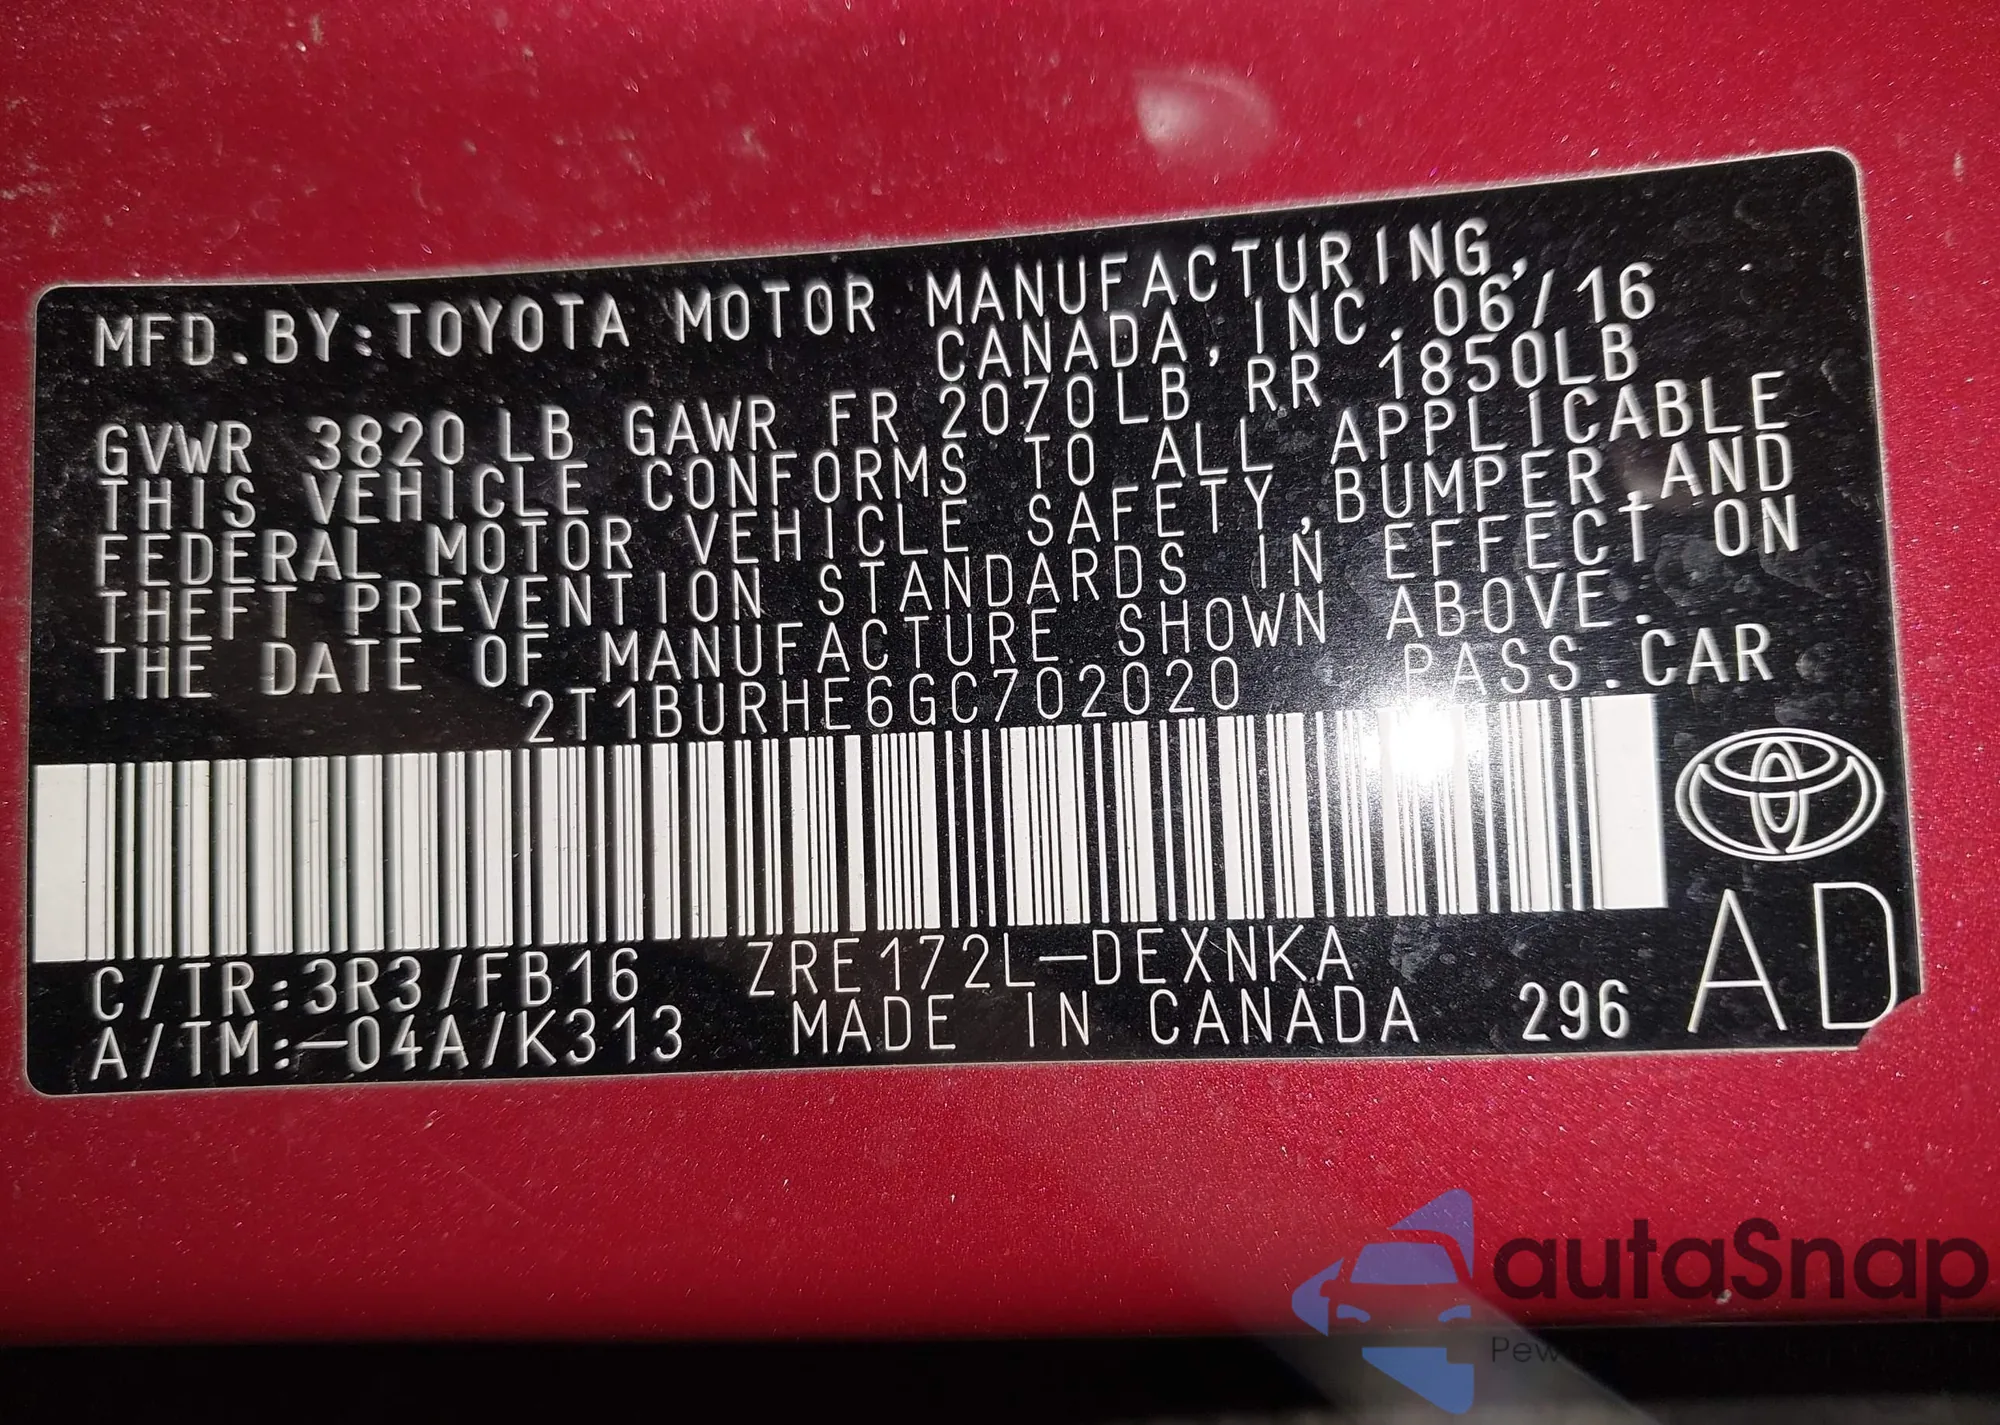 MFD.BY:TOYOTA MOTOR MANUFACTURING,
CANADA, INC. 06/16
GVWR 3820 LB GAWR FR 2070LB RR 1850LB
THIS VEHICLE CONFORMS TO ALL APPLICABLE
FEDERAL MOTOR VEHICLE SAFETY,BUMPER,AND
THEFT PREVENTION STANDARDS IN EFFECT ON
THE DATE OF MANUFACTURE SHOWN ABOVE.
2T1BURHE6GC702020 PASS.CAR
C/TR:3R3/FB16 ZRE172L-DEXNKA
A/TM:-04A/K313 MADE IN CANADA 296 AD
autaSnap